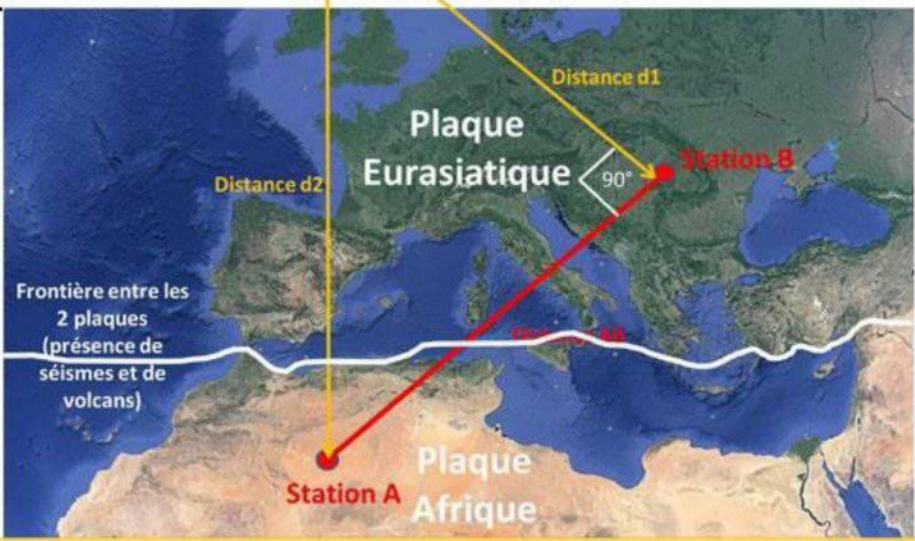 Distance d1
Plaque
Eurasiatique
90°
Station B
Distance d2
Frontière entre les
2 plaques
(présence de
séismes et de
volcans)
Station A
Plaque
Afrique